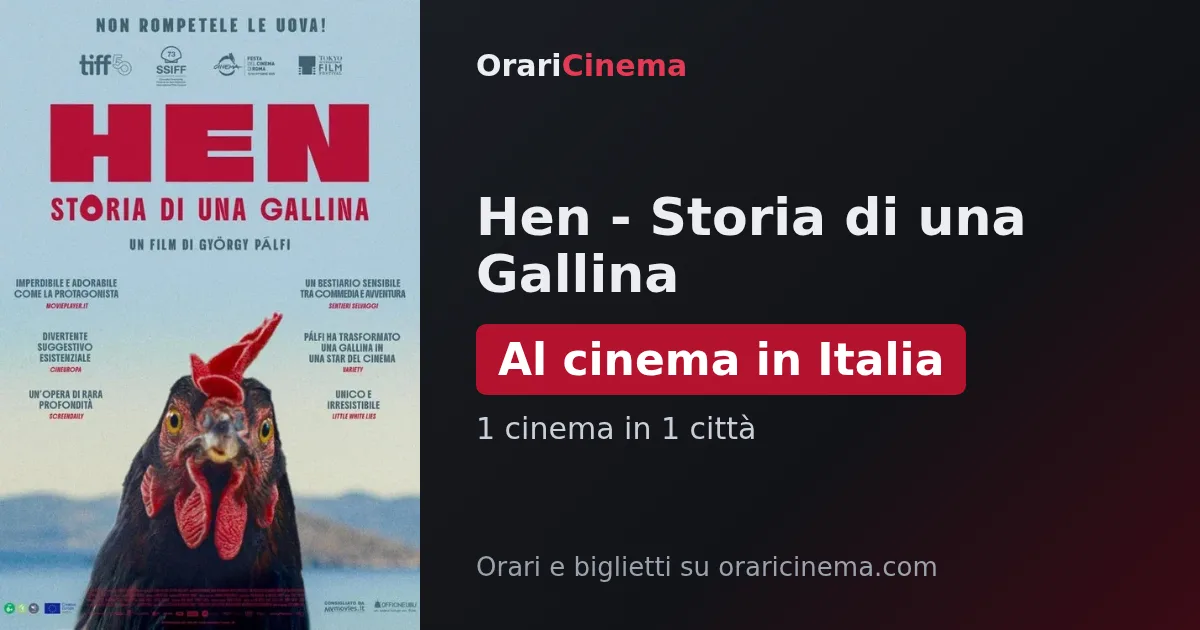 NON ROMPETELE LE UOVA!
tiff 50
73
SSIFF
FESTA
DEL CINEMA
DI ROMA
TOKYO
FILM
FESTIVAL
HEN
STORIA DI UNA GALLINA
UN FILM DI GYÖRGY PÁLFI
IMPERDIBILE E ADORABILE
COME LA PROTAGONISTA
MOVIEPLAYER.IT
UN BESTIARIO SENSIBILE
TRA COMMEDIA E AVVENTURA
SENTIERI SELVAGGI
DIVERTENTE
SUGGESTIVO
ESISTENZIALE
CINEUROPA
PÁLFI HA TRASFORMATO
UNA GALLINA IN
UNA STAR DEL CINEMA
VARIETY
UN'OPERA DI RARA
PROFONDITÀ
SCREENDAILY
UNICO E
IRRESISTIBILE
LITTLE WHITE LIES
CONSIGLIATO DA
MYmovies.it
OFFICINEUBU
OrariCinema
Hen - Storia di una
Gallina
Al cinema in Italia
1 cinema in 1 città
Orari e biglietti su oraricinema.com